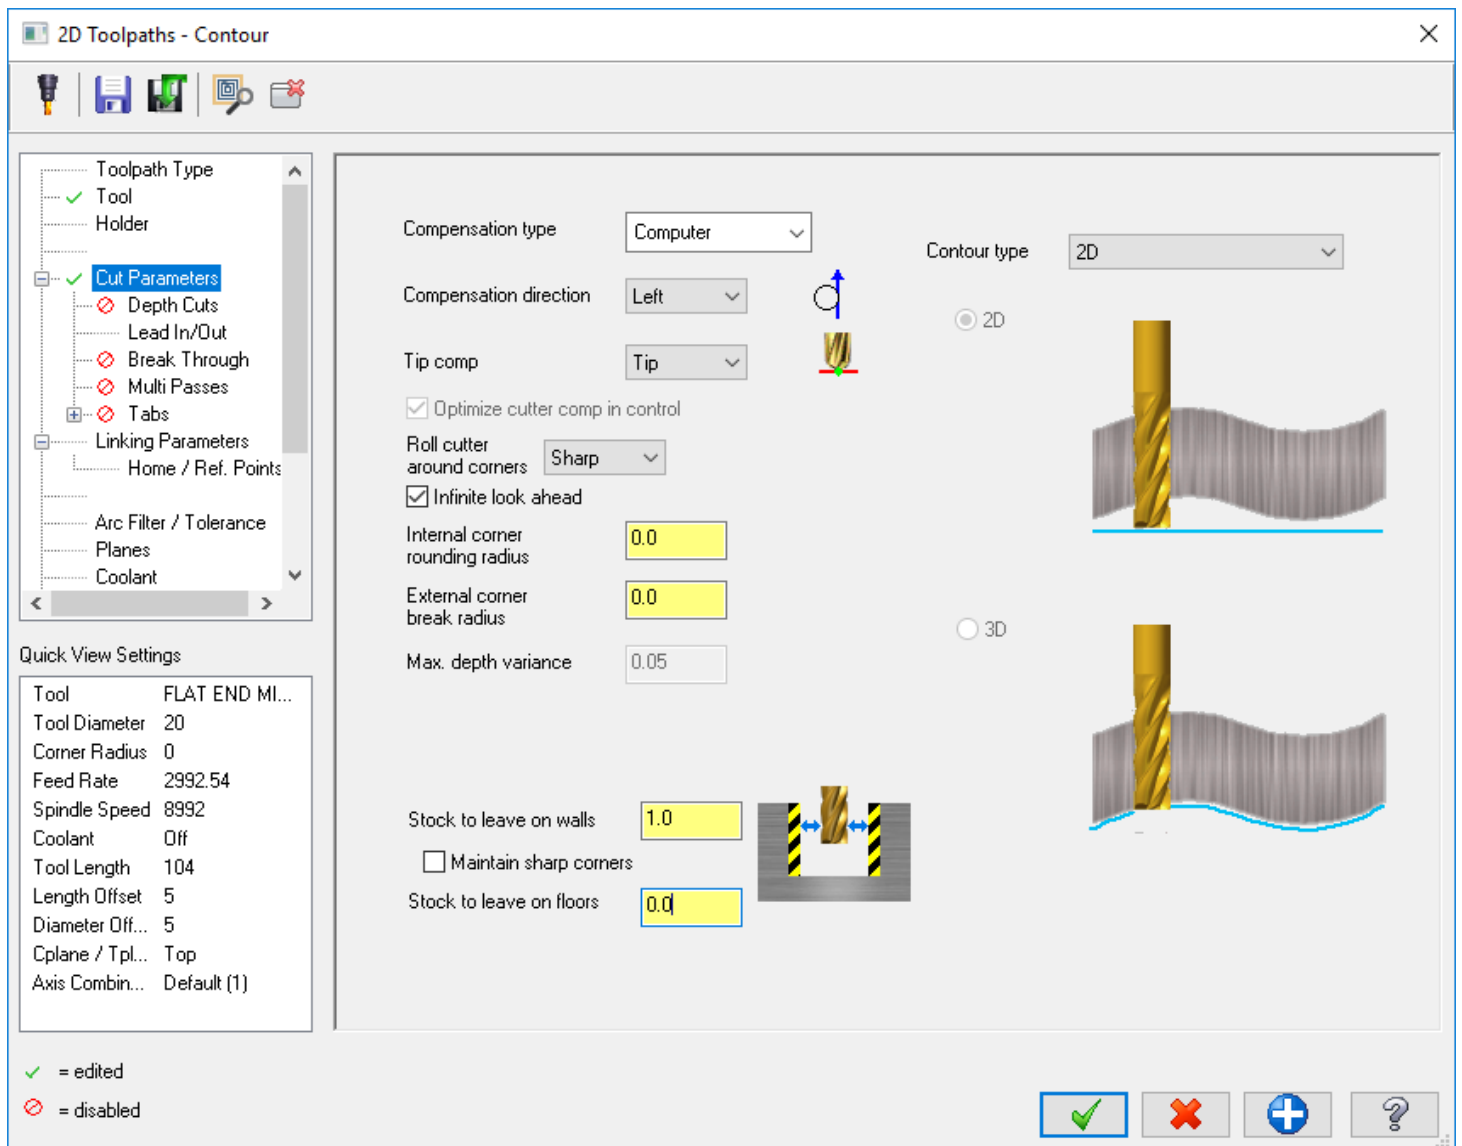 2D Toolpaths - Contour
Toolpath Type
Tool
Holder
Cut Parameters
Depth Cuts
Lead In/Out
Break Through
Multi Passes
Tabs
Linking Parameters
Home / Ref. Points
Arc Filter / Tolerance
Planes
Coolant
Quick View Settings
Tool FLAT END MI...
Tool Diameter 20
Corner Radius 0
Feed Rate 2992.54
Spindle Speed 8992
Coolant Off
Tool Length 104
Length Offset 5
Diameter Off... 5
Cplane / Tpl... Top
Axis Combin... Default (1)
= edited
= disabled
Compensation type Computer
Compensation direction Left
Tip comp Tip
Optimize cutter comp in control
Roll cutter
around corners Sharp
Infinite look ahead
Internal corner
rounding radius 0.0
External corner
break radius 0.0
Max. depth variance 0.05
Stock to leave on walls 1.0
Maintain sharp corners
Stock to leave on floors 0.0
Contour type 2D
2D
3D